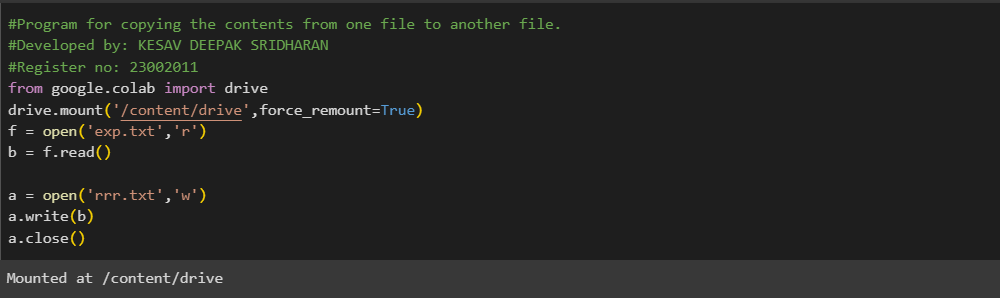 #Program for copying the contents from one file to another file.
#Developed by: KESAV DEEPAK SRIDHARAN
#Register no: 23002011
from google.colab import drive
drive.mount('/content/drive',force_remount=True)
f = open('exp.txt','r')
b = f.read()
a = open('rrr.txt','w')
a.write(b)
a.close()
Mounted at /content/drive